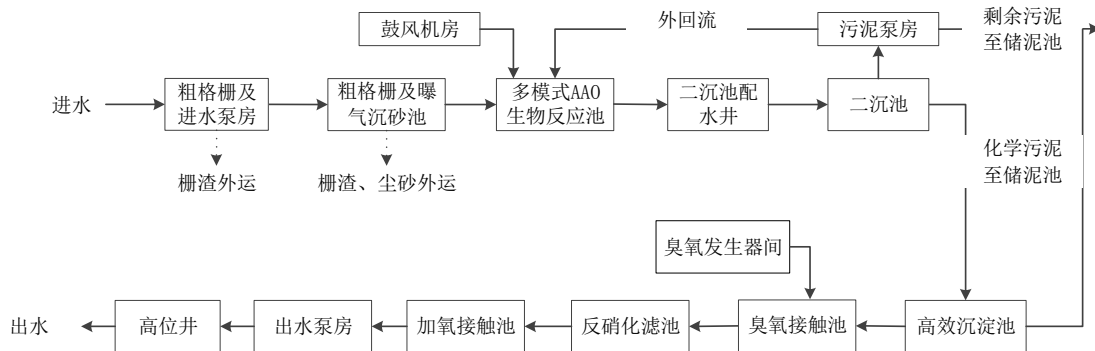 鼓风机房
外回流
污泥泵房
剩余污泥
至储泥池
进水
粗格栅及
进水泵房
粗格栅及曝
气沉砂池
多模式AAO
生物反应池
二沉池配
水井
二沉池
栅渣外运
栅渣、尘砂外运
化学污泥
至储泥池
臭氧发生器间
出水
高位井
出水泵房
加氧接触池
反硝化滤池
臭氧接触池
高效沉淀池